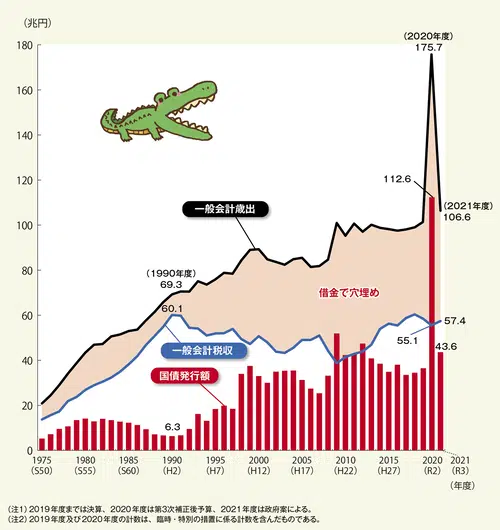 (兆円)
180
160
140
120
100
80
60
40
20
0
(2020年度)
175.7
112.6
(2021年度)
106.6
一般会計歳出
(1990年度)
69.3
60.1
借金で穴埋め
一般会計税収
57.4
55.1
43.6
国債発行額
6.3
1975 1980 1985 1990 1995 2000 2005 2010 2015 2020 2021
(S50) (S55) (S60) (H2) (H7) (H12) (H17) (H22) (H27) (R2) (R3)
(年度)
(注1) 2019年度までは決算、2020年度は第3次補正後予算、2021年度は政府案による。
(注2) 2019年度及び2020年度の計数は、臨時・特別の措置に係る計数を含んだものである。